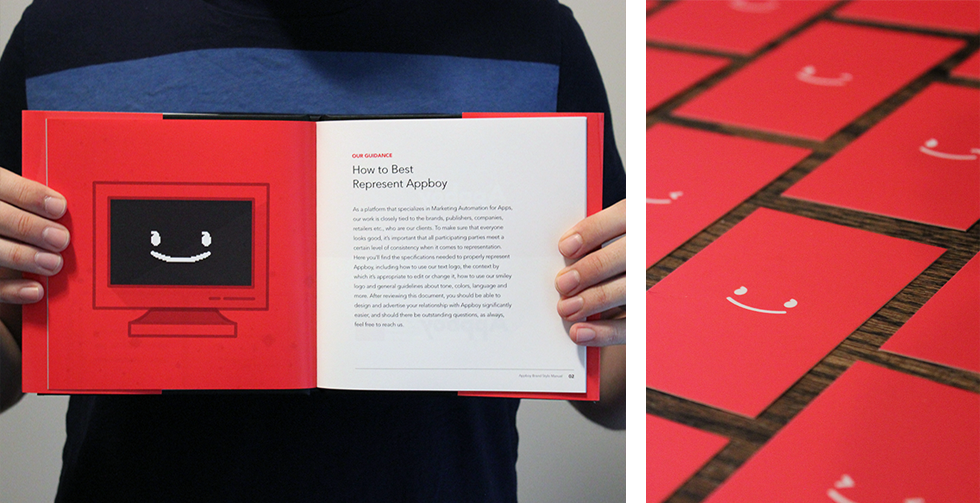 OUR GUIDANCE
How to Best
Represent Appboy
As a platform that specializes in Marketing Automation for Apps,
our work is closely tied to the brands, publishers, companies,
retailers etc., who are our clients. To make sure that everyone
looks good, it's important that all participating parties meet a
certain level of consistency when it comes to representation.
Here you'll find the specifications needed to properly represent
Appboy, including how to use our text logo, the context by
which it's appropriate to edit or change it, how to use our smiley
logo and general guidelines about tone, colors, language and
more. After reviewing this document, you should be able to
design and advertise your relationship with Appboy significantly
easier, and should there be outstanding questions, as always,
feel free to reach us.
Appboy Brand Style Manual 02